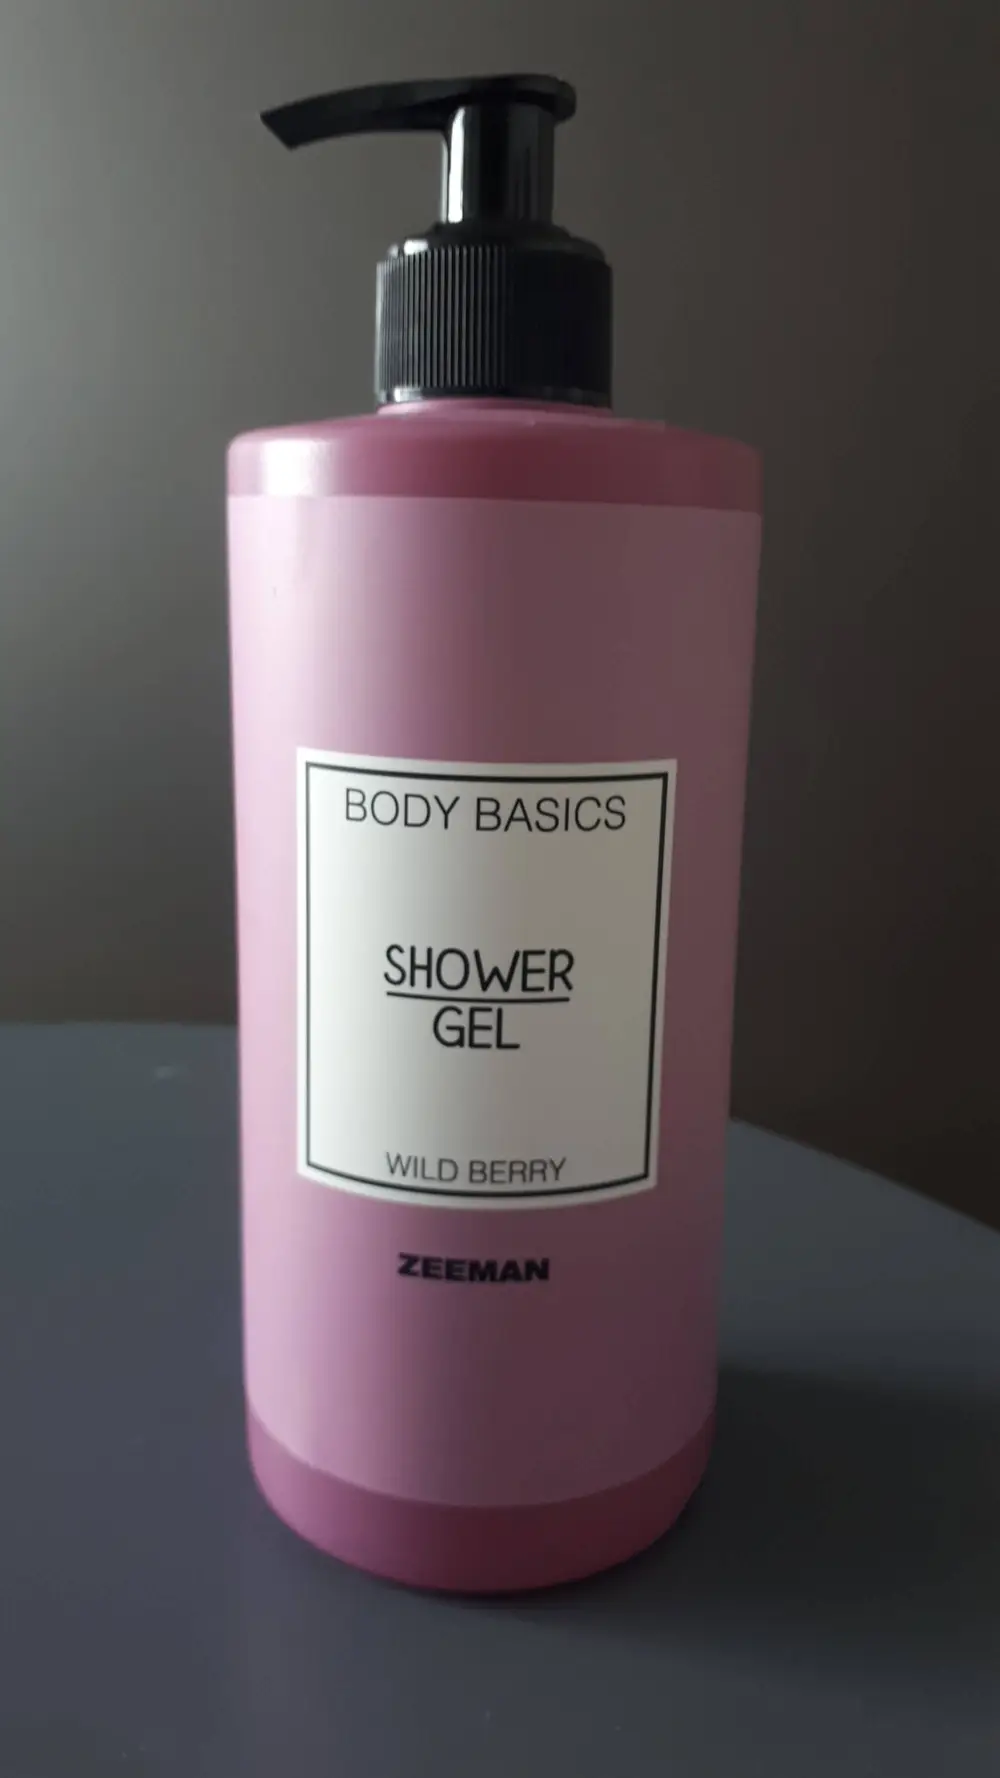 BODY BASICS
SHOWER
GEL
WILD BERRY
ZEEMAN